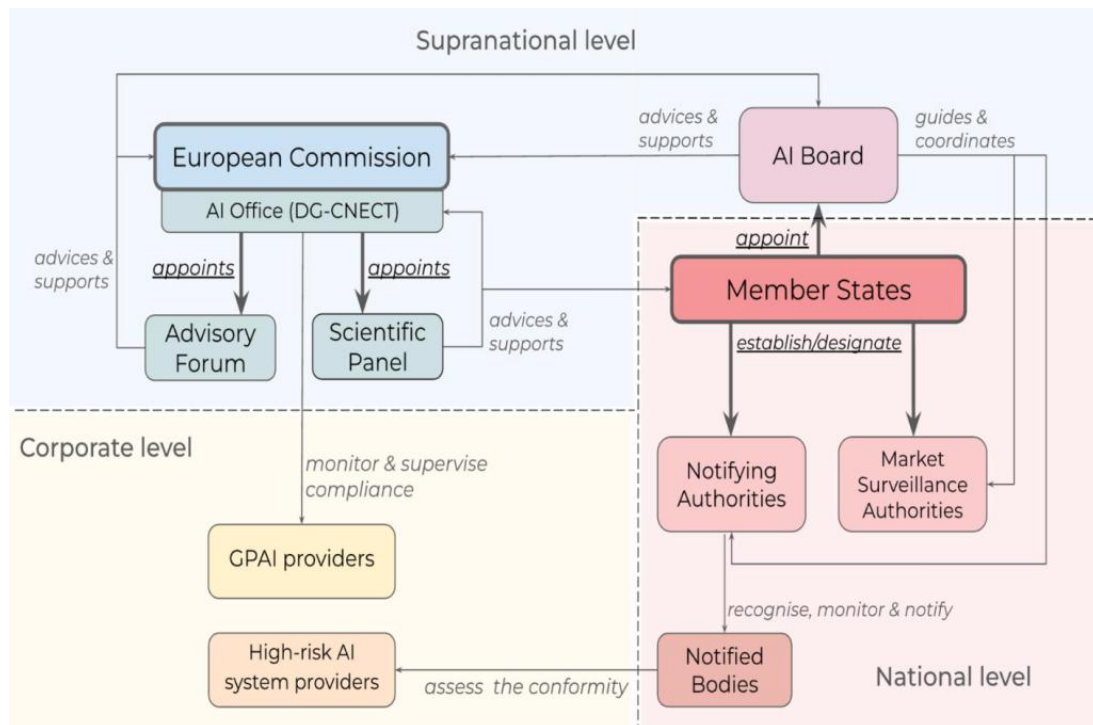 Supranational level
advices &
supports
guides &
coordinates
AI Board
European Commission
AI Office (DG-CNECT)
appoint
advices &
supports
appoints
appoints
Member States
Advisory
Forum
Scientific
Panel
advices &
supports
establish/designate
Corporate level
monitor & supervise
compliance
Notifying
Authorities
Market
Surveillance
Authorities
GPAI providers
recognise, monitor & notify
High-risk AI
system providers
assess the conformity
Notified
Bodies
National level